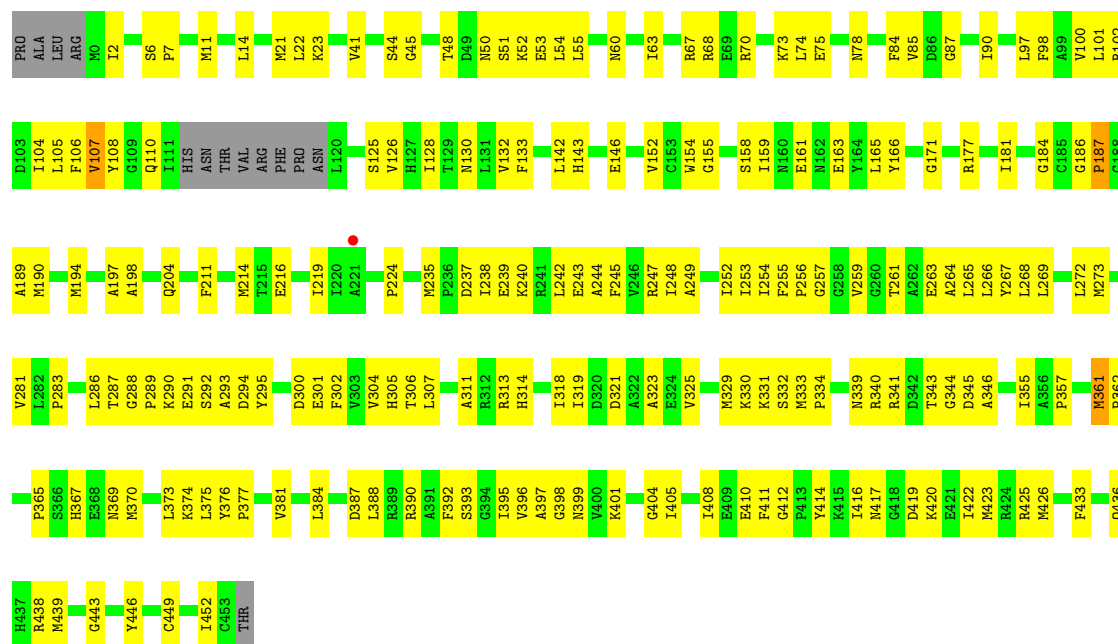 PRO ALA LEU ARG M0 I2 S6 P7 M11 L14 M21 L22 K23 V41 S44 G45 T48 D49 N50 S51 K52 E53 L54 L55 N60 I63 R67 R68 E69 R70 K73 L74 E75 N78 F84 V85 D86 G87 I90 L97 F98 A99 V100 L101
D103 I104 L105 F106 V107 Y108 G109 Q110 I111 HIS ASN THR VAL ARG PHE PRO ASN L120 S125 V126 H127 I128 T129 N130 L131 V132 F133 L142 H143 E146 V152 C153 W154 G155 S158 I159 N160 E161 N162 E163 Y164 L165 Y166 G171 R177 I181 G184 C185 G186 P187
A189 M190 M194 A197 A198 Q204 F211 M214 T215 E216 I219 I220 A221 P224 M235 P236 D237 I238 E239 K240 R241 L242 E243 A244 F245 V246 R247 I248 A249 I252 I253 I254 F255 P256 G257 G258 V259 G260 T261 A262 E263 A264 L265 L266 Y267 L268 L269 L272 M273
V281 L282 P283 L286 T287 G288 P289 K290 E291 S292 A293 D294 Y295 D300 E301 F302 V303 V304 H305 T306 L307 A311 R312 R313 H314 I318 I319 D320 D321 A322 A323 E324 V325 M329 K330 K331 S332 M333 P334 N339 R340 R341 D342 T343 G344 D345 A346 I355 A356 P357 M361
P365 S366 H367 E368 N369 M370 L373 K374 L375 Y376 P377 V381 L384 D387 L388 R389 R390 A391 F392 S393 G394 I395 V396 A397 G398 N399 V400 K401 G404 I405 I408 E409 E410 F411 G412 P413 Y414 K415 I416 N417 G418 D419 K420 E421 I422 M423 R424 R425 M426 F433
H437 R438 M439 G443 Y446 C449 I452 C453 THR